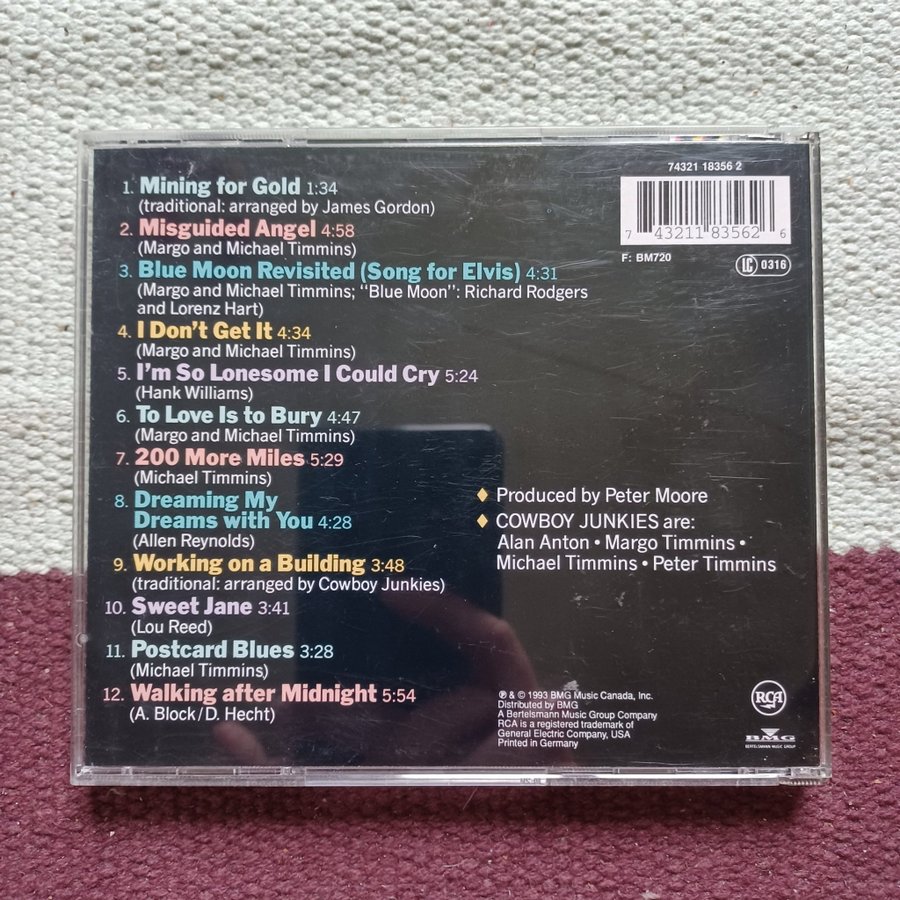 1. Mining for Gold 1:34
(traditional: arranged by James Gordon)
2. Misguided Angel 4:58
(Margo and Michael Timmins)
3. Blue Moon Revisited (Song for Elvis) 4:31
(Margo and Michael Timmins; "Blue Moon": Richard Rodgers
and Lorenz Hart)
4. I Don't Get It 4:34
(Margo and Michael Timmins)
5. I'm So Lonesome I Could Cry 5:24
(Hank Williams)
6. To Love Is to Bury 4:47
(Margo and Michael Timmins)
7. 200 More Miles 5:29
(Michael Timmins)
8. Dreaming My
Dreams with You 4:28
(Allen Reynolds)
9. Working on a Building 3:48
(traditional: arranged by Cowboy Junkies)
10. Sweet Jane 3:41
(Lou Reed)
11. Postcard Blues 3:28
(Michael Timmins)
12. Walking after Midnight 5:54
(A. Block/D. Hecht)
74321 18356 2
7 43211 83562 6
F: BM720
LC 0316
♦ Produced by Peter Moore
♦ COWBOY JUNKIES are:
Alan Anton • Margo Timmins •
Michael Timmins • Peter Timmins
℗ & © 1993 BMG Music Canada, Inc.
Distributed by BMG
A Bertelsmann Music Group Company
RCA is a registered trademark of
General Electric Company, USA
Printed in Germany
RCA
BMG
BERTELSMANN MUSIC GROUP